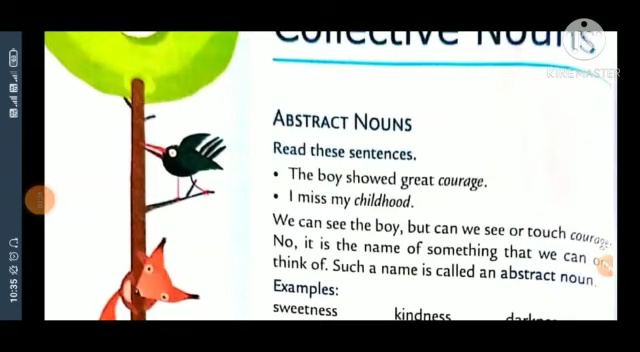 Collective Nouns
KINEMASTER
ABSTRACT NOUNS
Read these sentences.
• The boy showed great courage.
• I miss my childhood.
We can see the boy, but can we see or touch courage.
No, it is the name of something that we can
think of. Such a name is called an abstract noun.
Examples:
sweetness kindness
10:35